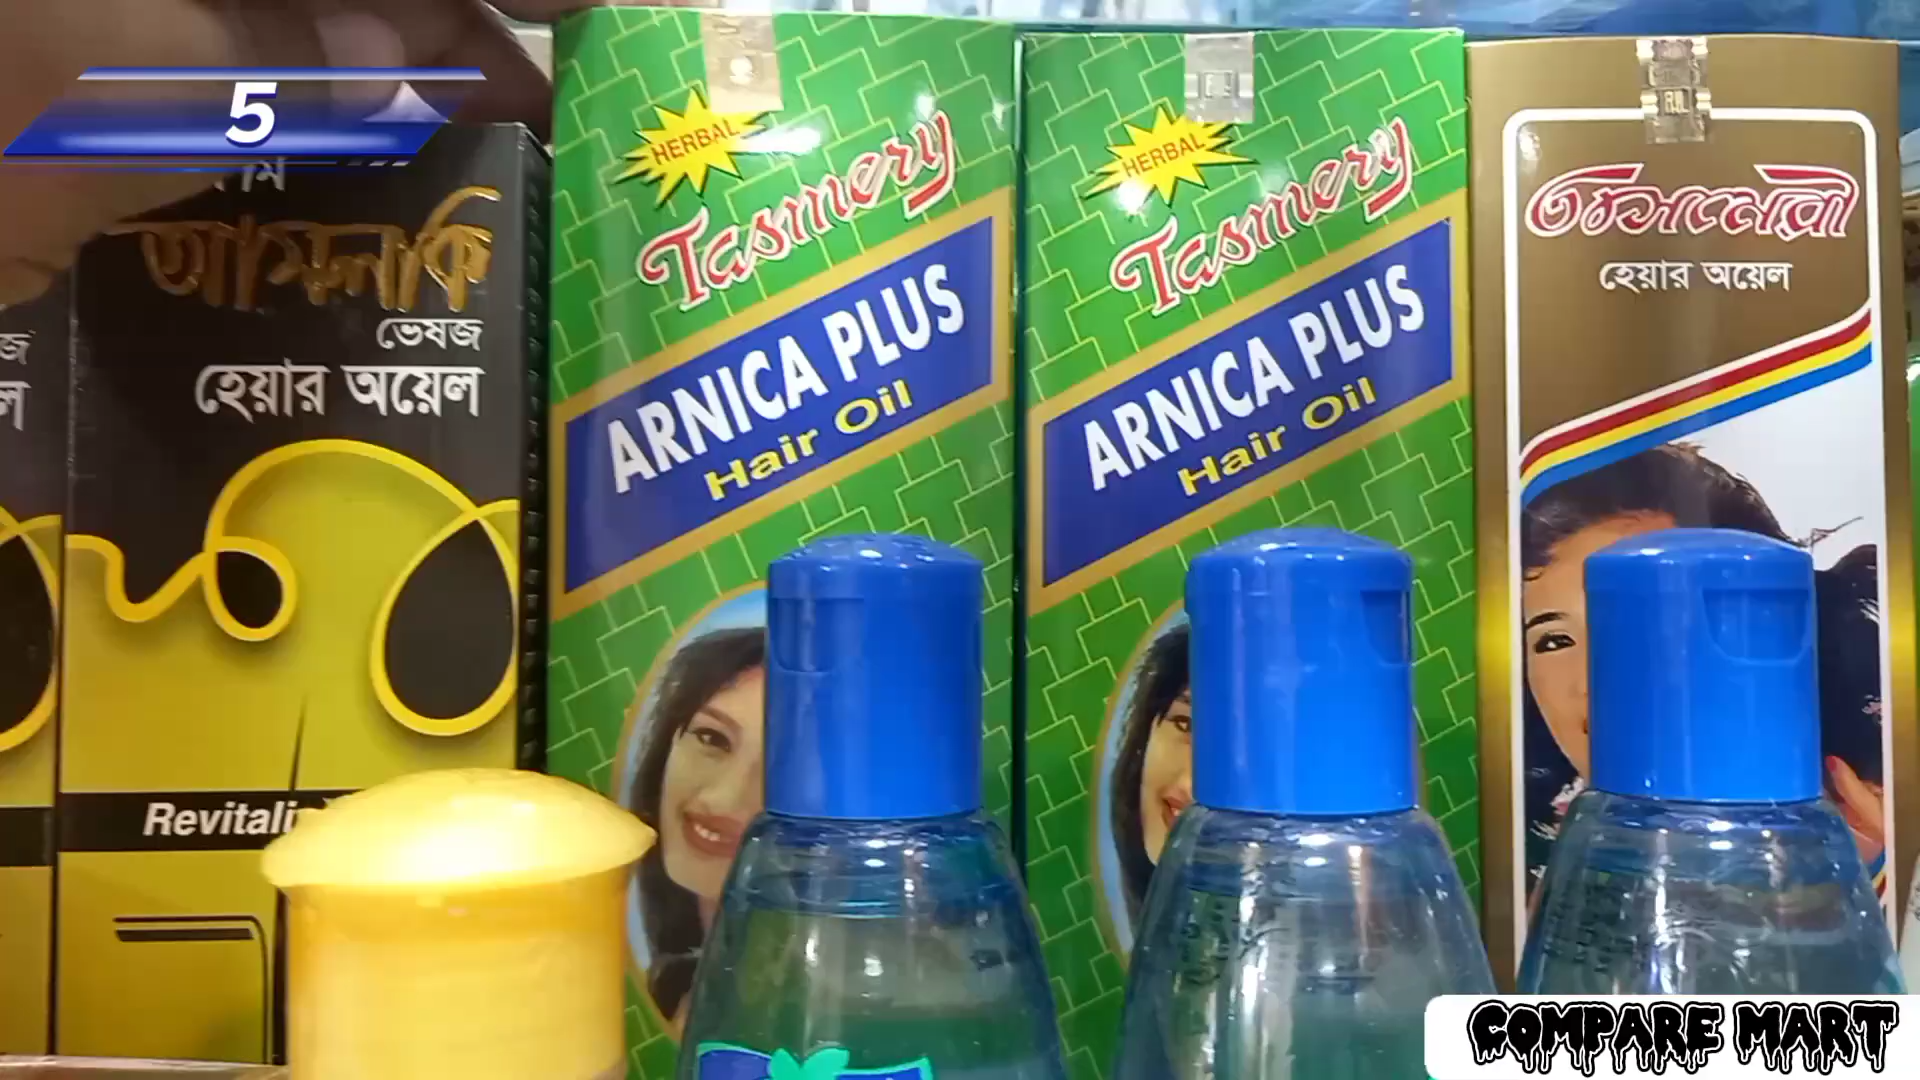 5
আমলকি
ভেষজ
হেয়ার অয়েল
Revitali
HERBAL
Tasmery
ARNICA PLUS
Hair Oil
HERBAL
Tasmery
ARNICA PLUS
Hair Oil
তাসমেরী
হেয়ার অয়েল
COMPARE MART